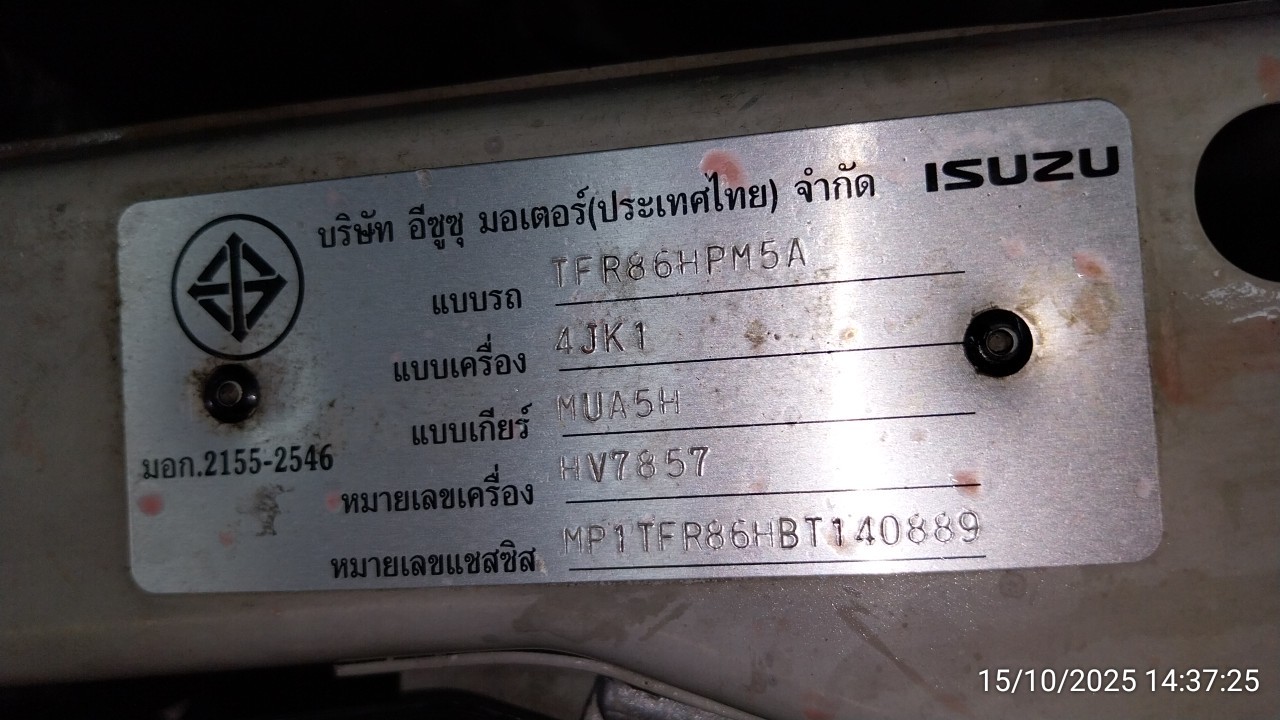 บริษัท อีซูซุ มอเตอร์(ประเทศไทย) จำกัด ISUZU
แบบรถ TFR86HPM5A
แบบเครื่อง 4JK1
แบบเกียร์ MUA5H
มอก.2155-2546
หมายเลขเครื่อง HV7857
หมายเลขแชสซิส MP1TFR86HBT140889
15/10/2025 14:37:25